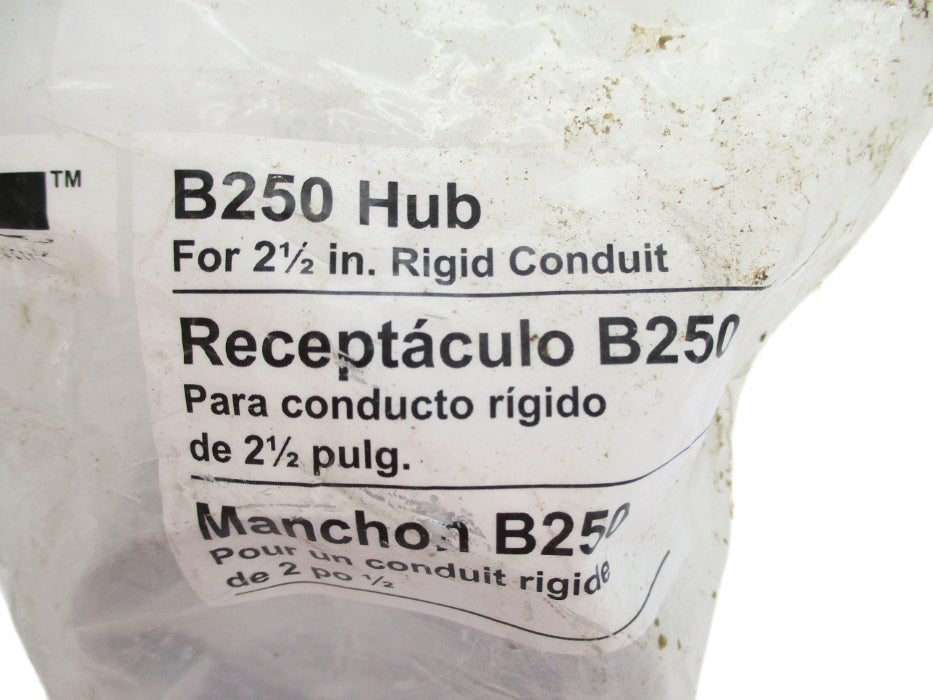 ™
B250 Hub
For 2½ in. Rigid Conduit
Receptáculo B250
Para conducto rígido
de 2½ pulg.
Manchon B250
Pour un conduit rigide
de 2 po ½